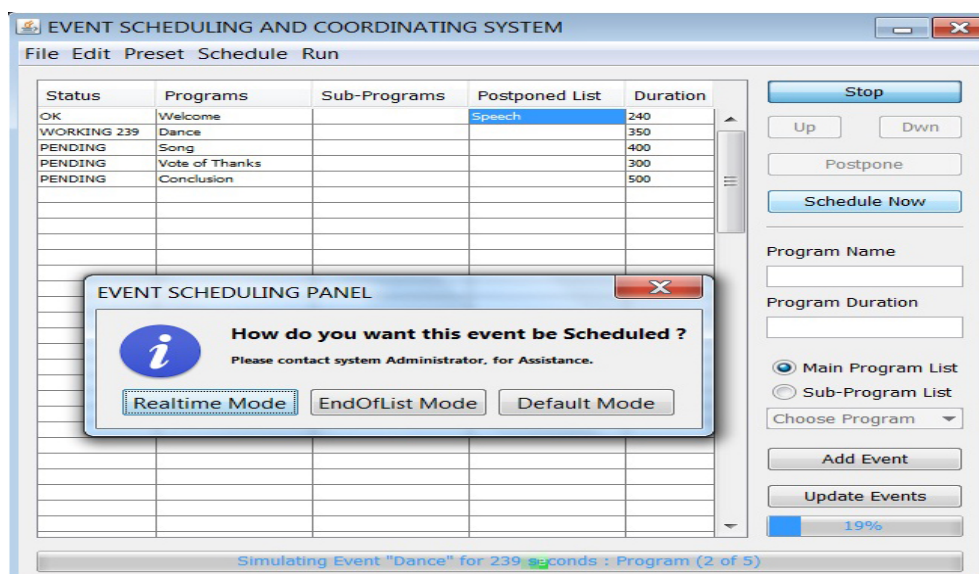 EVENT SCHEDULING AND COORDINATING SYSTEM
File Edit Preset Schedule Run
Status Programs Sub-Programs Postponed List Duration
OK Welcome Speech 240
WORKING 239 Dance 350
PENDING Song 400
PENDING Vote of Thanks 300
PENDING Conclusion 500
EVENT SCHEDULING PANEL
How do you want this event be Scheduled ?
Please contact system Administrator, for Assistance.
Realtime Mode EndOfList Mode Default Mode
Stop
Up Dwn
Postpone
Schedule Now
Program Name
Program Duration
Main Program List
Sub-Program List
Choose Program
Add Event
Update Events
19%
Simulating Event "Dance" for 239 seconds : Program (2 of 5)